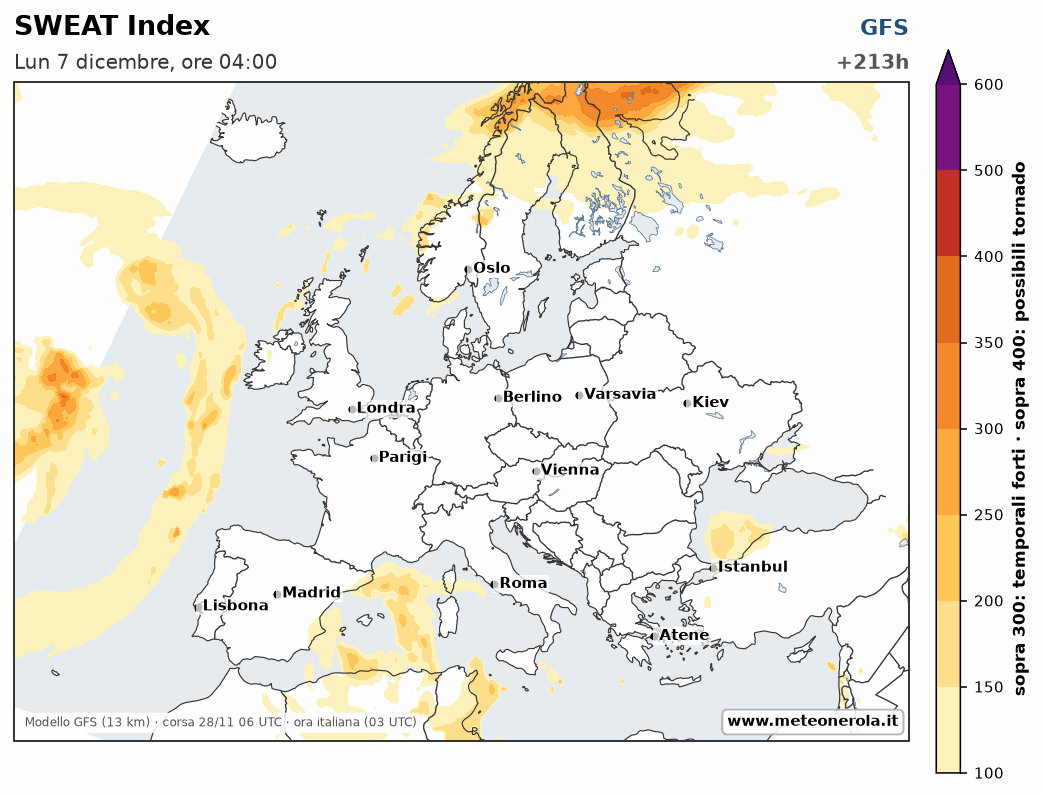 SWEAT Index
GFS
Lun 7 dicembre, ore 04:00
+213h
600
500
400
350
300
250
200
150
100
sopra 300: temporali forti · sopra 400: possibili tornado
Oslo
Berlino
Varsavia
Kiev
Londra
Parigi
Vienna
Istanbul
Roma
Madrid
Lisbona
Atene
Modello GFS (13 km) · corsa 28/11 06 UTC · ora italiana (03 UTC)
www.meteonerola.it